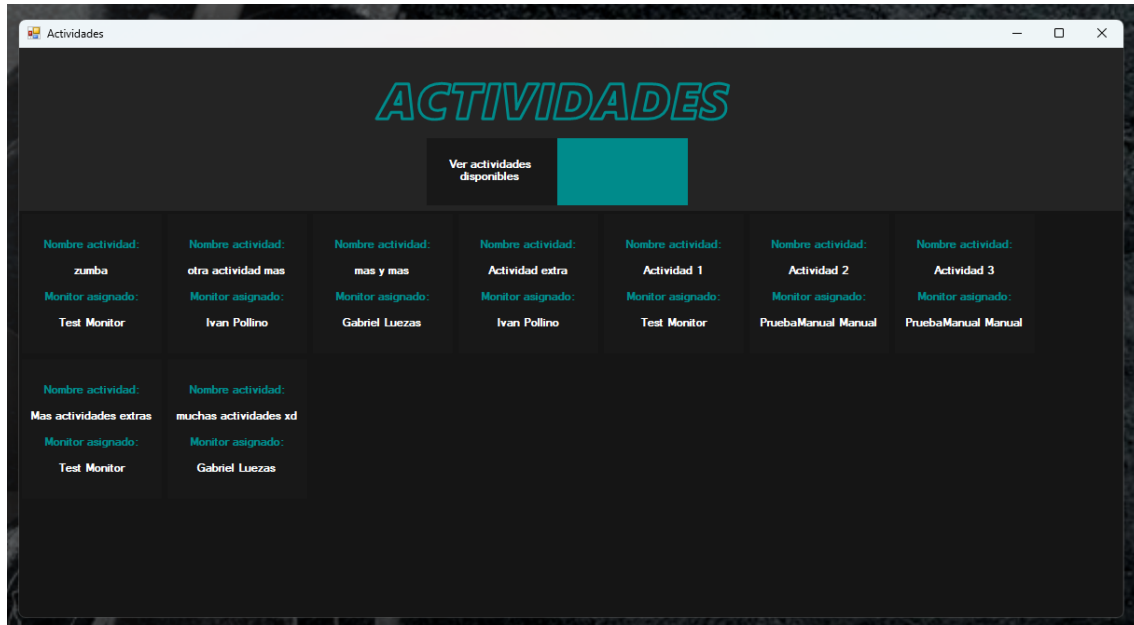 Actividades
ACTIVIDADES
Ver actividades
disponibles
Nombre actividad:
zumba
Monitor asignado:
Test Monitor
Nombre actividad:
otra actividad mas
Monitor asignado:
Ivan Pollino
Nombre actividad:
mas y mas
Monitor asignado:
Gabriel Luezas
Nombre actividad:
Actividad extra
Monitor asignado:
Ivan Pollino
Nombre actividad:
Actividad 1
Monitor asignado:
Test Monitor
Nombre actividad:
Actividad 2
Monitor asignado:
PruebaManual Manual
Nombre actividad:
Actividad 3
Monitor asignado:
PruebaManual Manual
Nombre actividad:
Mas actividades extras
Monitor asignado:
Test Monitor
Nombre actividad:
muchas actividades xd
Monitor asignado:
Gabriel Luezas